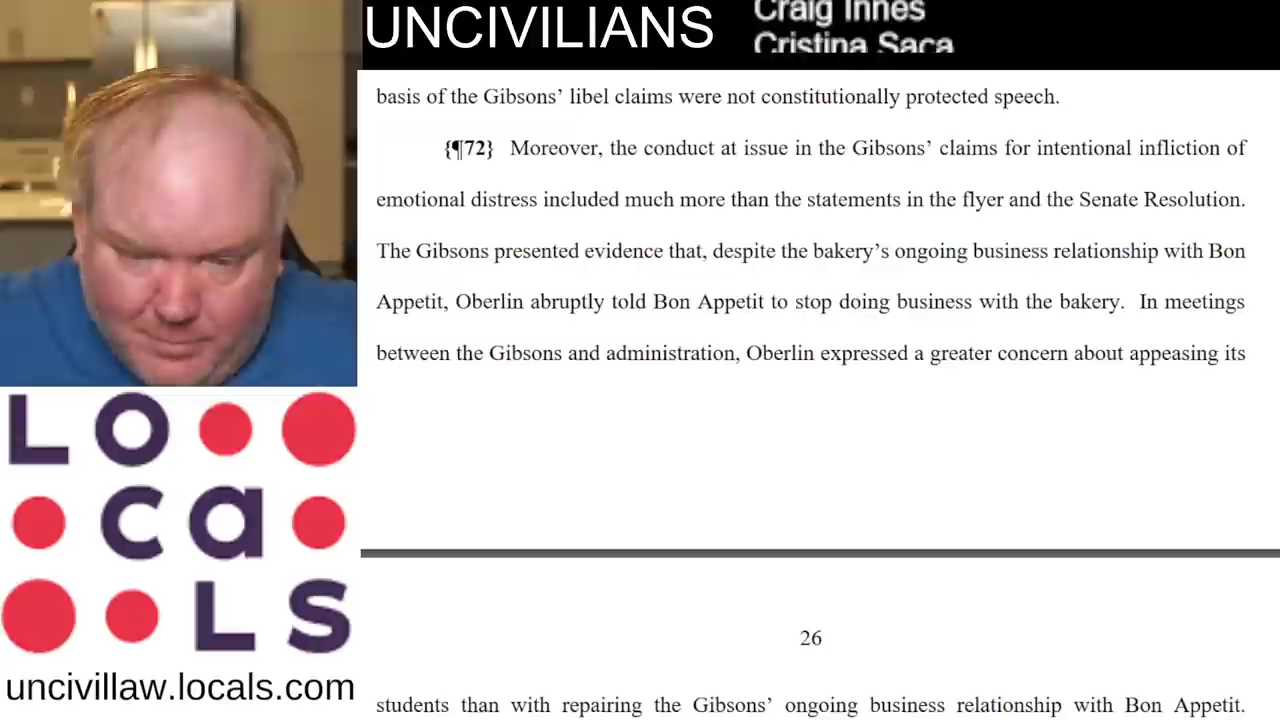 UNCIVILIANS
Craig Innes
Cristina Saca
basis of the Gibsons’ libel claims were not constitutionally protected speech.
{¶72} Moreover, the conduct at issue in the Gibsons’ claims for intentional infliction of
emotional distress included much more than the statements in the flyer and the Senate Resolution.
The Gibsons presented evidence that, despite the bakery’s ongoing business relationship with Bon
Appetit, Oberlin abruptly told Bon Appetit to stop doing business with the bakery. In meetings
between the Gibsons and administration, Oberlin expressed a greater concern about appeasing its
26
students than with repairing the Gibsons’ ongoing business relationship with Bon Appetit.
LO
ca
LS
uncivillaw.locals.com